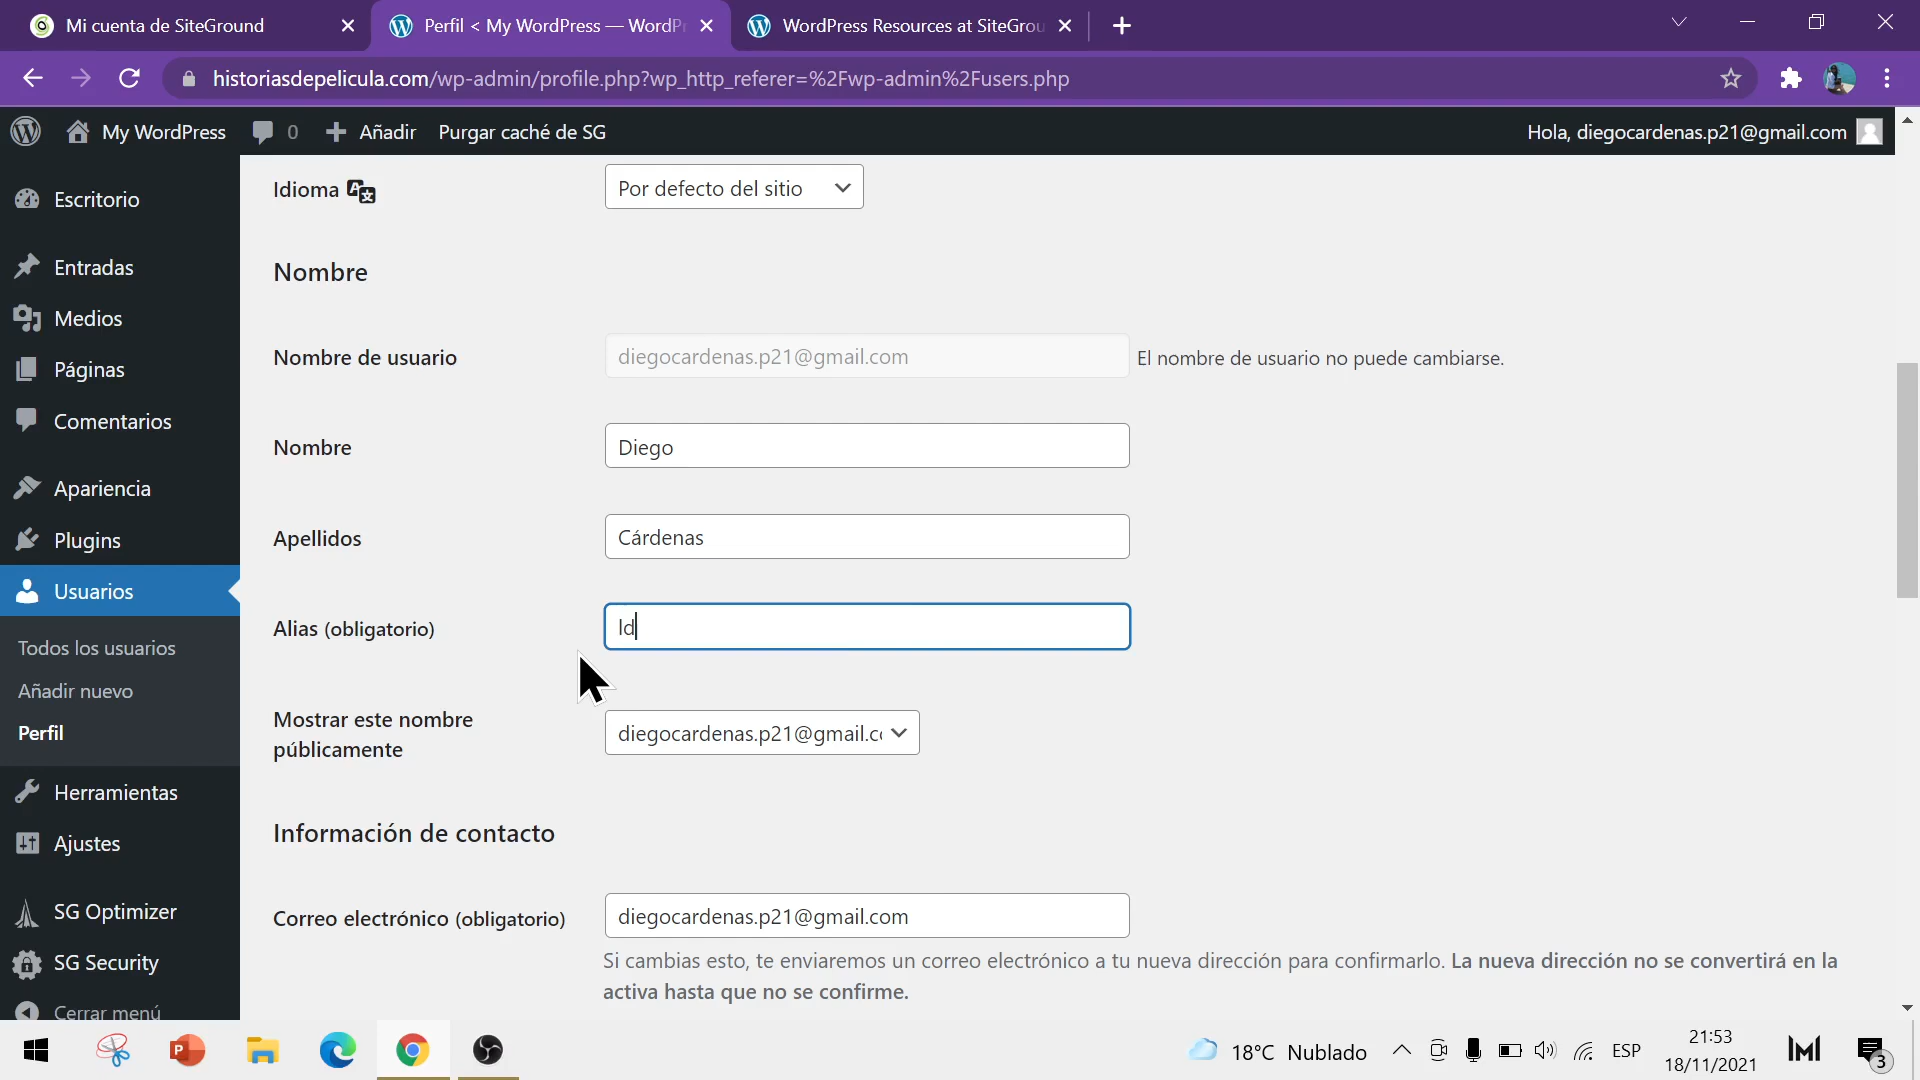 Mi cuenta de SiteGround
Perfil < My WordPress — WordPr
WordPress Resources at SiteGrou
historiasdepelicula.com/wp-admin/profile.php?wp_http_referer=%2Fwp-admin%2Fusers.php
My WordPress 0 Añadir Purgar caché de SG Hola, diegocardenas.p21@gmail.com
Escritorio
Entradas
Medios
Páginas
Comentarios
Apariencia
Plugins
Usuarios
Todos los usuarios
Añadir nuevo
Perfil
Herramientas
Ajustes
SG Optimizer
SG Security
Cerrar menú
Idioma Por defecto del sitio
Nombre
Nombre de usuario diegocardenas.p21@gmail.com El nombre de usuario no puede cambiarse.
Nombre Diego
Apellidos Cárdenas
Alias (obligatorio) ld
Mostrar este nombre
públicamente
diegocardenas.p21@gmail.c
Información de contacto
Correo electrónico (obligatorio) diegocardenas.p21@gmail.com
Si cambias esto, te enviaremos un correo electrónico a tu nueva dirección para confirmarlo. La nueva dirección no se convertirá en la
activa hasta que no se confirme.
18°C Nublado
ESP
21:53
18/11/2021
3